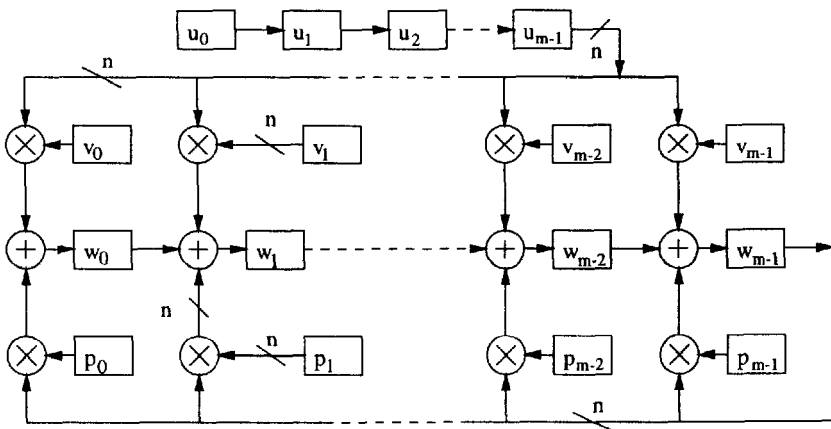 u₀ u₁ u₂ uₘ₋₁ n
n
v₀ n v₁ vₘ₋₂ vₘ₋₁
+ w₀ + w₁ + wₘ₋₂ + wₘ₋₁
n
p₀ n p₁ pₘ₋₂ pₘ₋₁
n